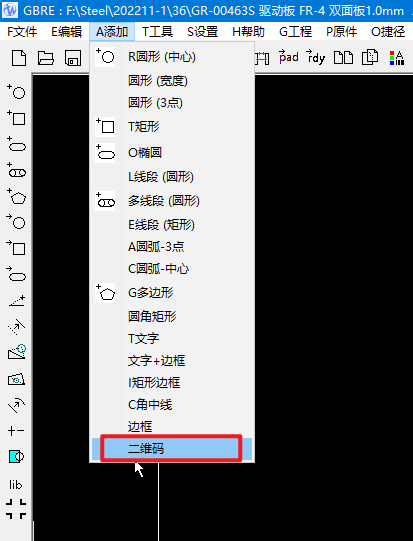 GBRE : F:\Steel\202211-1\36\GR-00463S 驱动板 FR-4 双面板1.0mm
F文件 E编辑 A添加 T工具 S设置 H帮助 G工程 P原件 O捷径
R圆形 (中心)
pad rdy
圆形 (宽度)
圆形 (3点)
T矩形
O椭圆
L线段 (圆形)
多线段 (圆形)
E线段 (矩形)
A圆弧-3点
C圆弧-中心
G多边形
圆角矩形
T文字
文字+边框
I矩形边框
C角中线
边框
二维码
lib